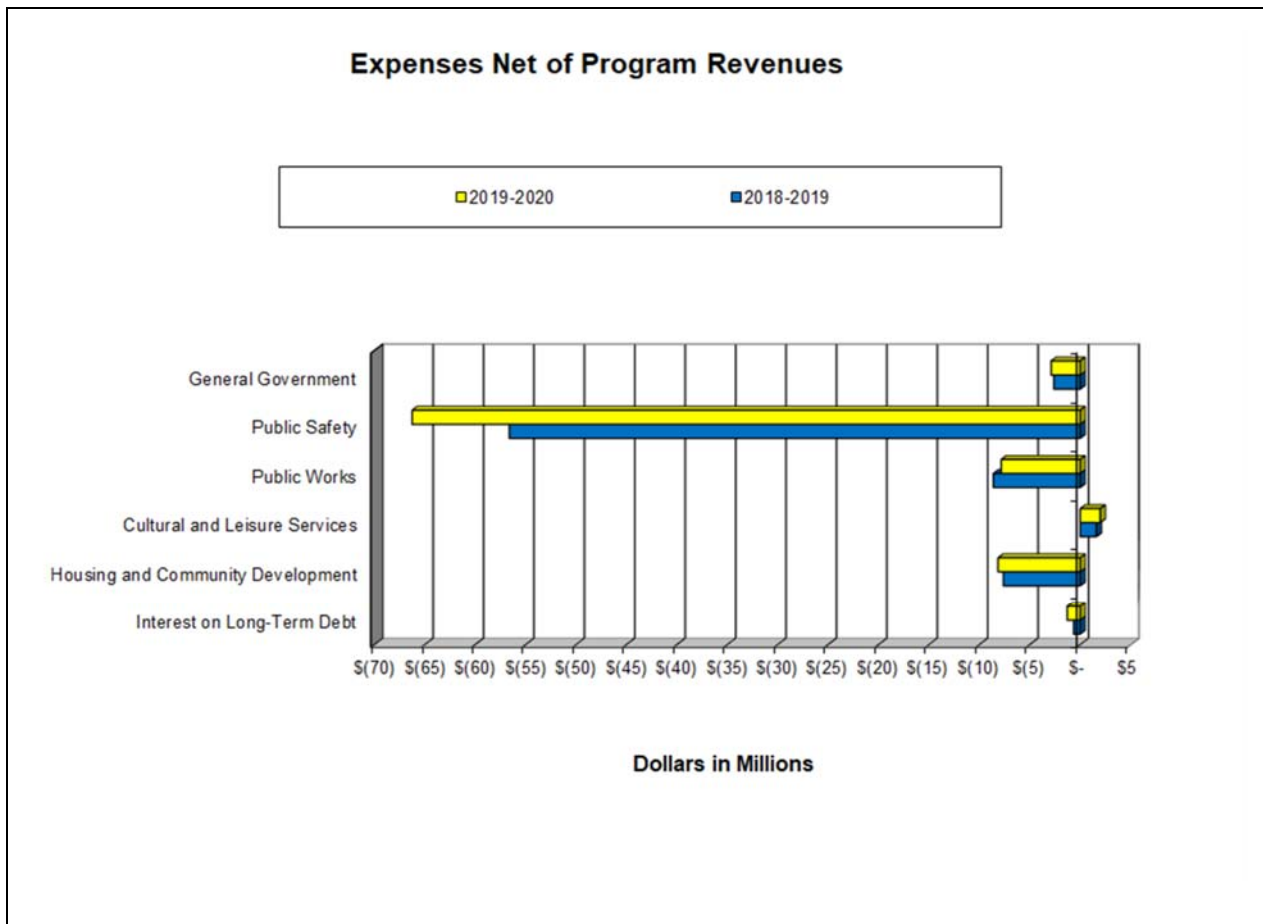 Expenses Net of Program Revenues
2019-2020 2018-2019
General Government
Public Safety
Public Works
Cultural and Leisure Services
Housing and Community Development
Interest on Long-Term Debt
$(70) $(65) $(60) $(55) $(50) $(45) $(40) $(35) $(30) $(25) $(20) $(15) $(10) $(5) $- $5
Dollars in Millions